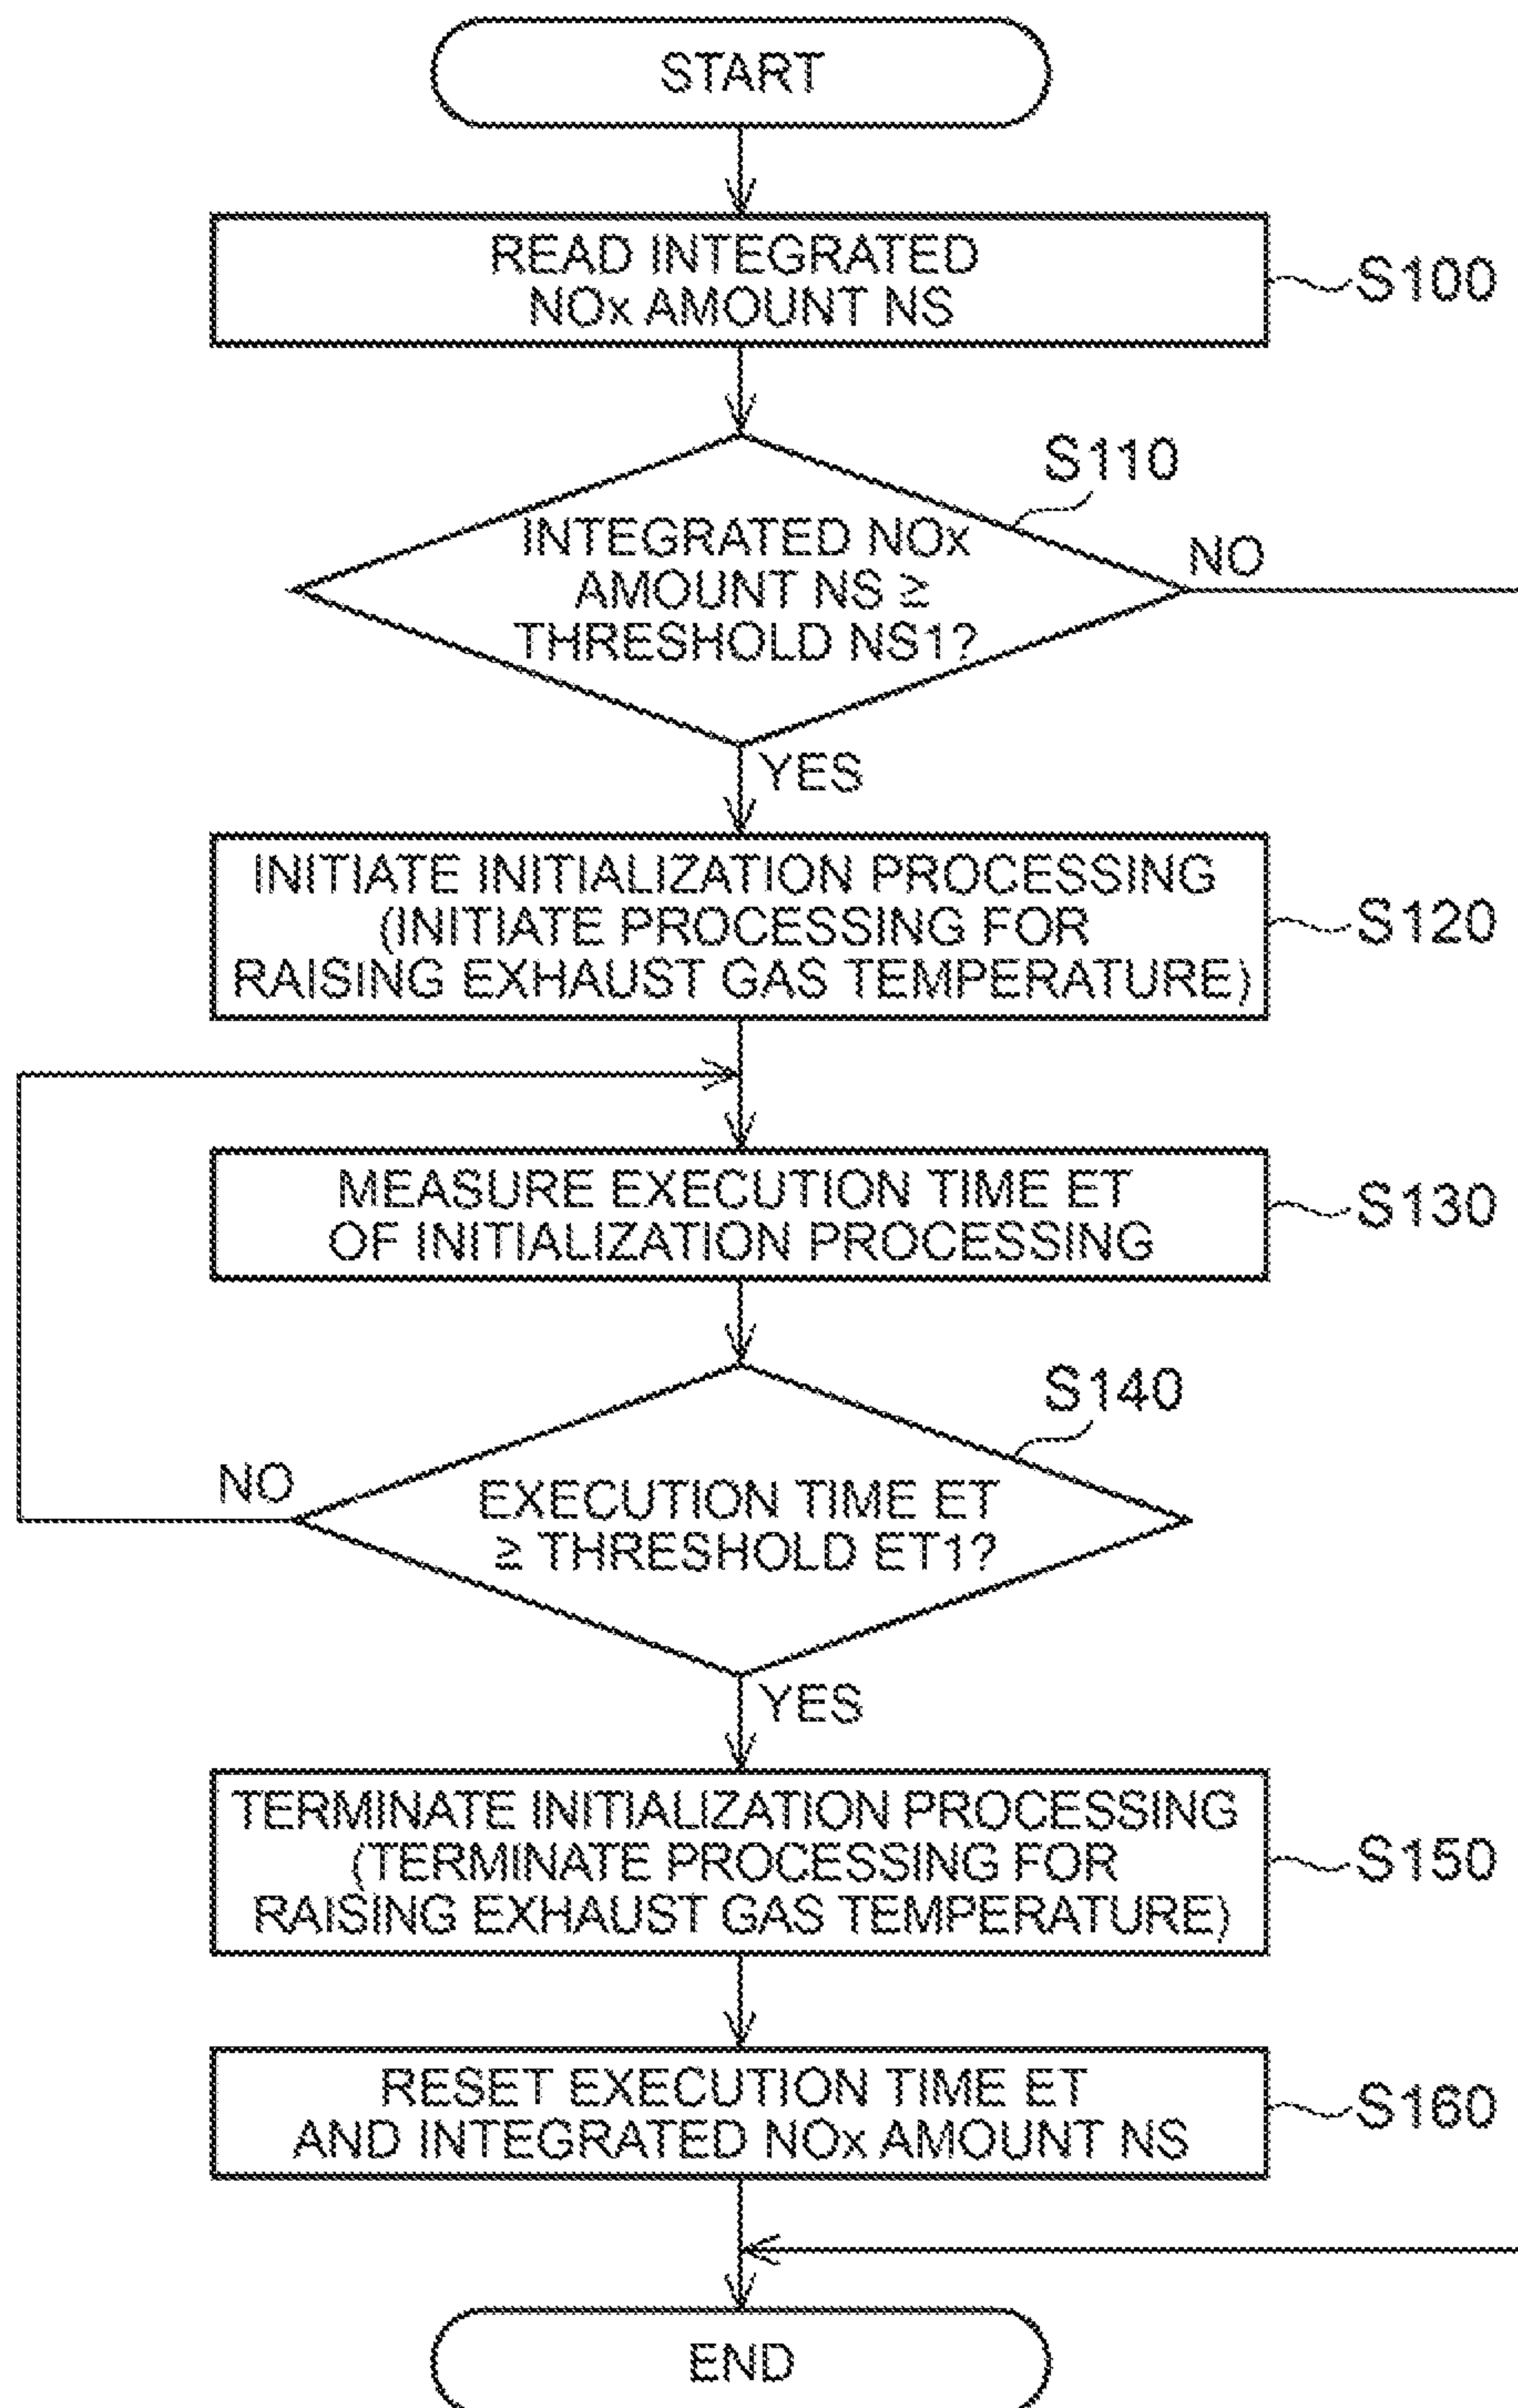 START
READ INTEGRATED
NOx AMOUNT NS
S100
S110
INTEGRATED NOx
AMOUNT NS ≥
THRESHOLD NS1?
NO
YES
INITIATE INITIALIZATION PROCESSING
(INITIATE PROCESSING FOR
RAISING EXHAUST GAS TEMPERATURE)
S120
MEASURE EXECUTION TIME ET
OF INITIALIZATION PROCESSING
S130
S140
NO
EXECUTION TIME ET
≥ THRESHOLD ET1?
YES
TERMINATE INITIALIZATION PROCESSING
(TERMINATE PROCESSING FOR
RAISING EXHAUST GAS TEMPERATURE)
S150
RESET EXECUTION TIME ET
AND INTEGRATED NOx AMOUNT NS
S160
END